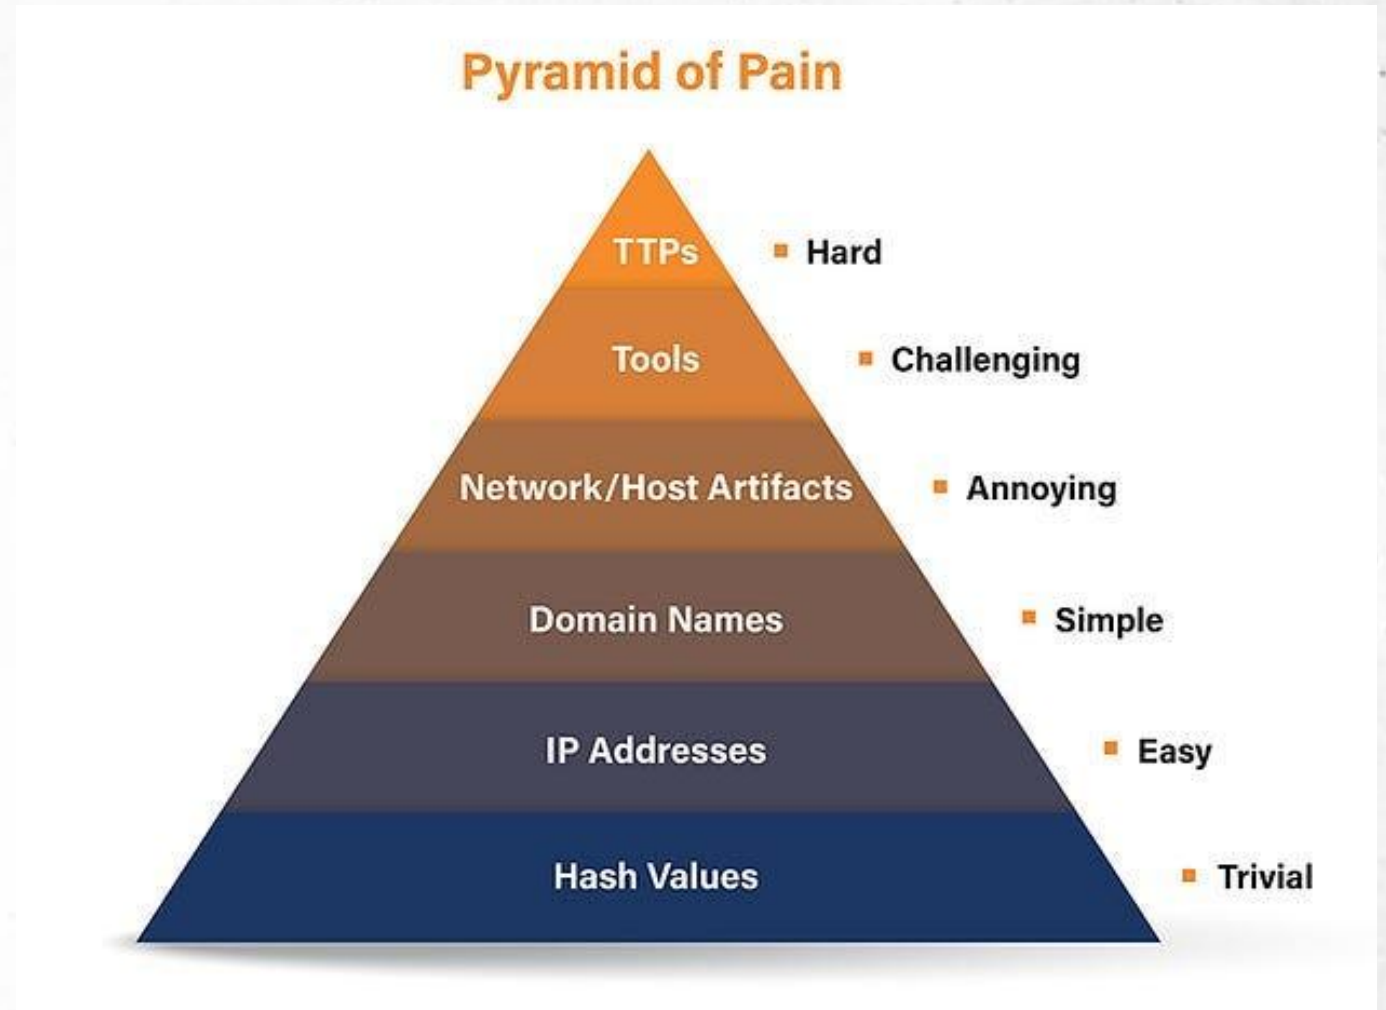 Pyramid of Pain
TTPs
Hard
Tools
Challenging
Network/Host Artifacts
Annoying
Domain Names
Simple
IP Addresses
Easy
Hash Values
Trivial